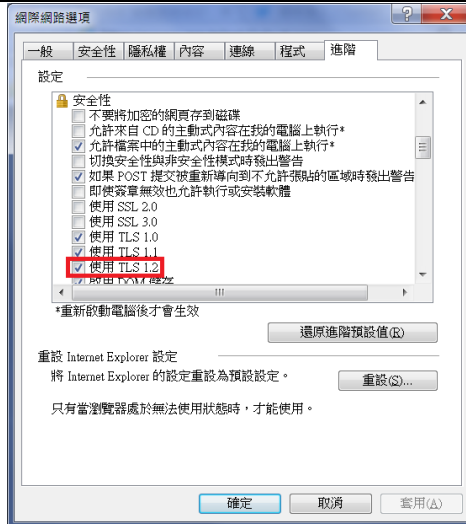 網際網路選項
一般 安全性 隱私權 內容 連線 程式 進階
設定
安全性
不要將加密的網頁存到磁碟
允許來自 CD 的主動式內容在我的電腦上執行*
允許檔案中的主動式內容在我的電腦上執行*
切換安全性與非安全性模式時發出警告
如果 POST 提交被重新導向到不允許張貼的區域時發出警告
即使簽章無效也允許執行或安裝軟體
使用 SSL 2.0
使用 SSL 3.0
使用 TLS 1.0
使用 TLS 1.1
使用 TLS 1.2
啟用 DOM 儲存
*重新啟動電腦後才會生效
還原進階預設值(R)
重設 Internet Explorer 設定
將 Internet Explorer 的設定重設為預設設定。
重設(S)...
只有當瀏覽器處於無法使用狀態時，才能使用。
確定 取消 套用(A)